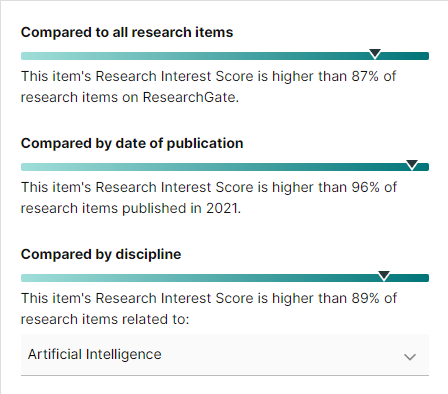 Compared to all research items
This item's Research Interest Score is higher than 87% of
research items on ResearchGate.
Compared by date of publication
This item's Research Interest Score is higher than 96% of
research items published in 2021.
Compared by discipline
This item's Research Interest Score is higher than 89% of
research items related to:
Artificial Intelligence